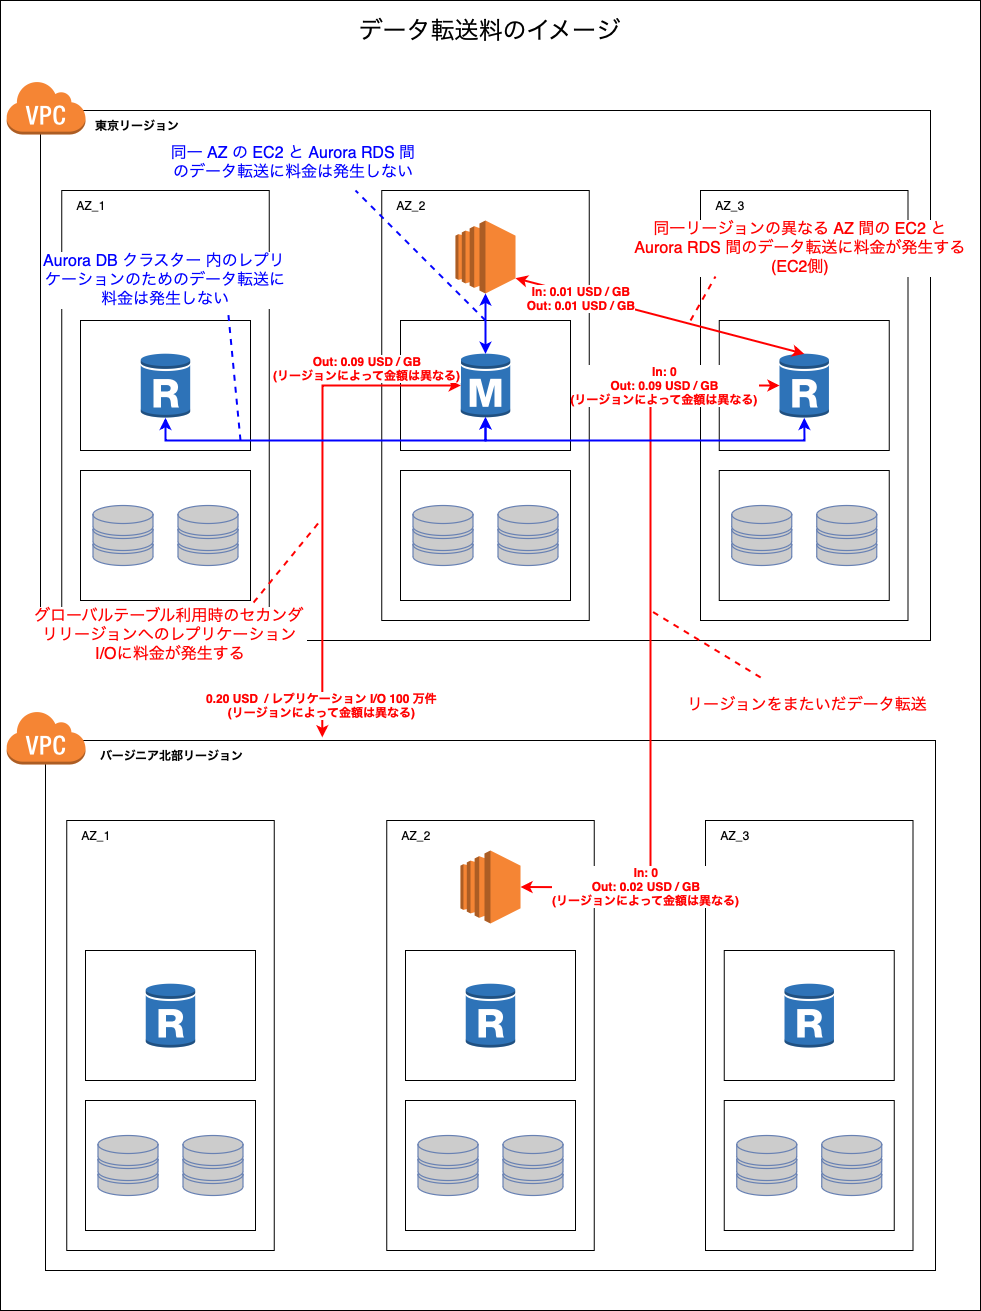 データ転送料のイメージ
VPC
東京リージョン
同一 AZ の EC2 と Aurora RDS 間
のデータ転送に料金は発生しない
AZ_1
AZ_2
AZ_3
同一リージョンの異なる AZ 間の EC2 と
Aurora RDS 間のデータ転送に料金が発生する
(EC2側)
Aurora DB クラスター 内のレプリ
ケーションのためのデータ転送に
料金は発生しない
In: 0.01 USD / GB
Out: 0.01 USD / GB
Out: 0.09 USD / GB
(リージョンによって金額は異なる)
In: 0
Out: 0.09 USD / GB
(リージョンによって金額は異なる)
R
M
R
グローバルテーブル利用時のセカンダ
リリージョンへのレプリケーション
I/Oに料金が発生する
0.20 USD / レプリケーション I/O 100 万件
(リージョンによって金額は異なる)
リージョンをまたいだデータ転送
VPC
バージニア北部リージョン
AZ_1
AZ_2
AZ_3
In: 0
Out: 0.02 USD / GB
(リージョンによって金額は異なる)
R
R
R